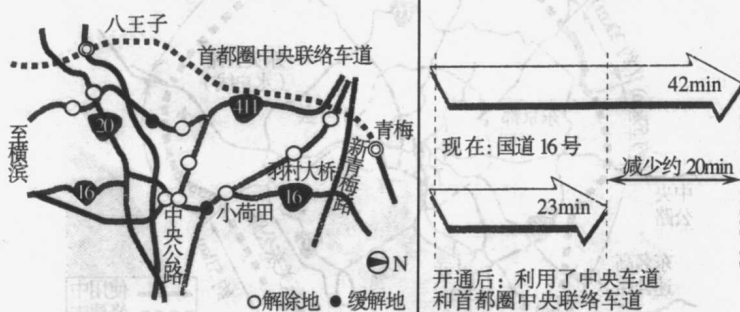 八王子
首都圈中央联络车道
411
20
青梅
至横滨
羽村大桥
新青梅路
16
16
小荷田
中央公路
N
○解除地 ●缓解地
42min
现在:国道16号
减少约20min
23min
开通后:利用了中央车道
和首都圈中央联络车道